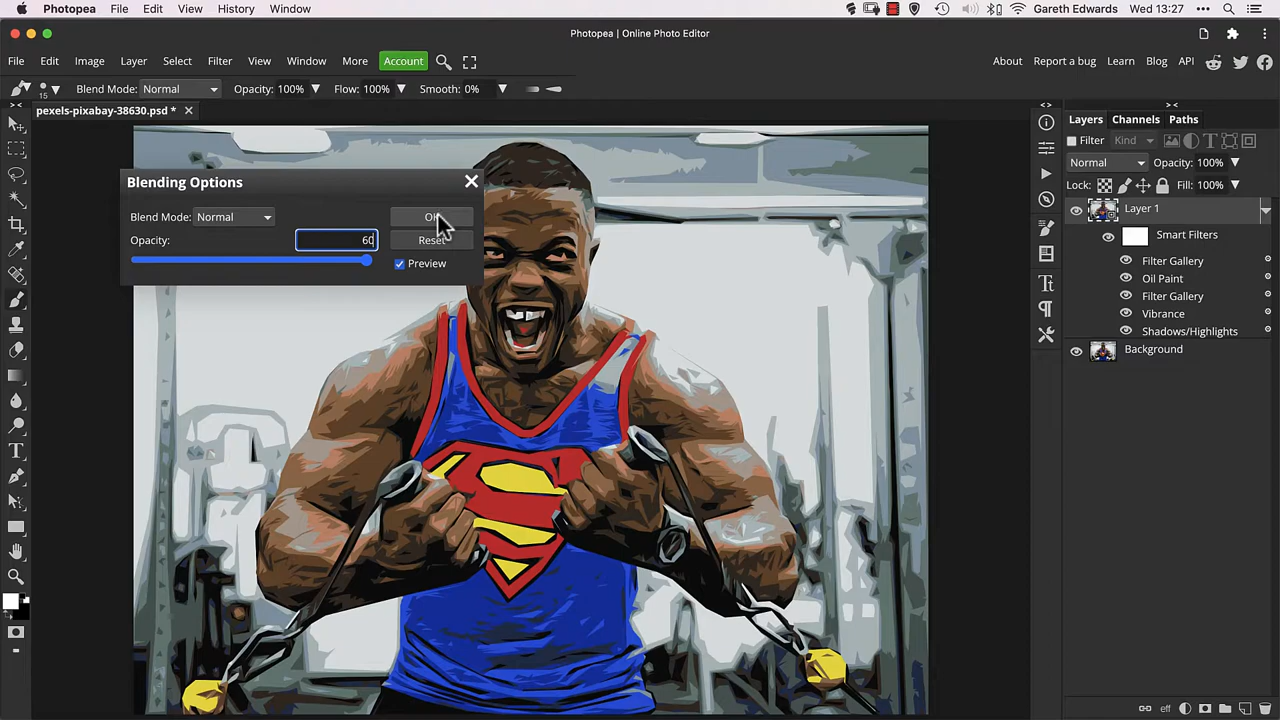 Photopea File Edit View History Window Gareth Edwards Wed 13:27
Photopea | Online Photo Editor
File Edit Image Layer Select Filter View Window More Account About Report a bug Learn Blog API
15 Blend Mode: Normal Opacity: 100% Flow: 100% Smooth: 0%
pexels-pixabay-38630.psd *
Layers Channels Paths
Filter Kind
Normal Opacity: 100%
Lock: Fill: 100%
Layer 1
Smart Filters
Filter Gallery
Oil Paint
Filter Gallery
Vibrance
Shadows/Highlights
Background
Blending Options
Blend Mode: Normal OK
Opacity: 60 Reset
Preview
S
eff